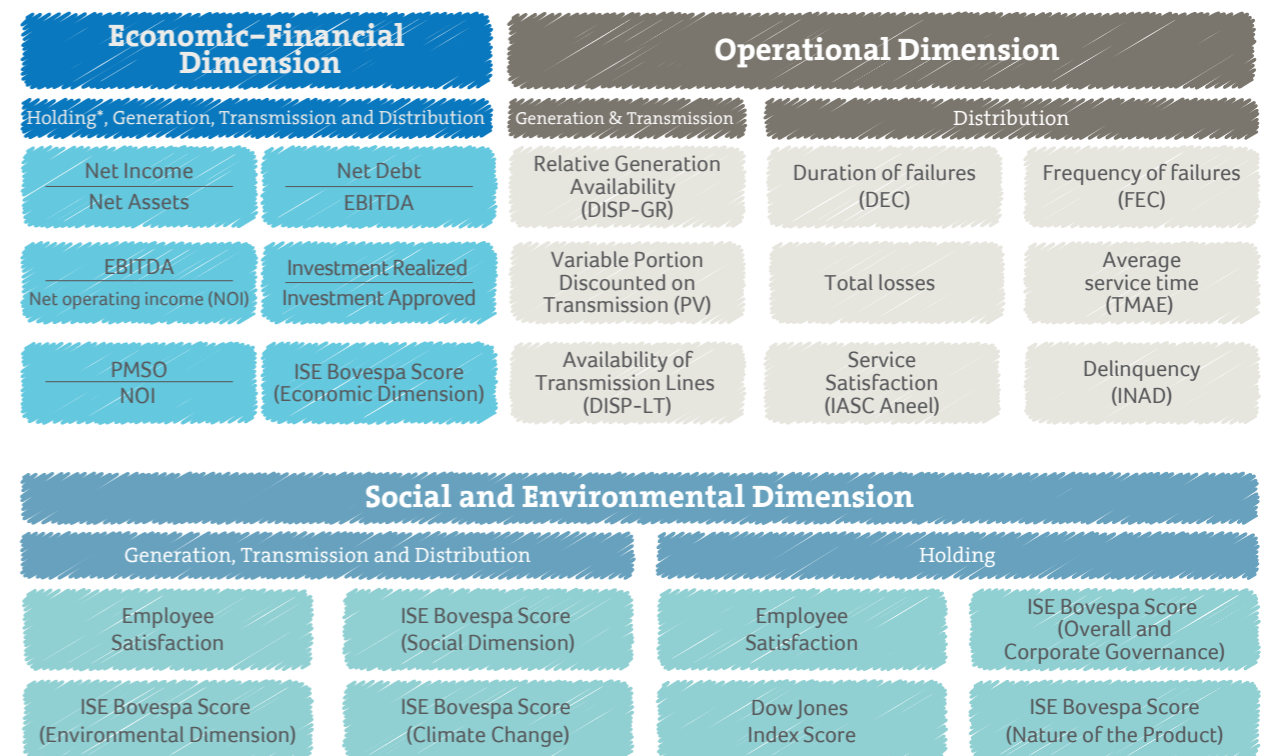 Economic–Financial
Dimension
Holding*, Generation, Transmission and Distribution
Net Income
Net Assets
Net Debt
EBITDA
EBITDA
Net operating income (NOI)
Investment Realized
Investment Approved
PMSO
NOI
ISE Bovespa Score
(Economic Dimension)
Operational Dimension
Generation & Transmission
Relative Generation
Availability
(DISP-GR)
Variable Portion
Discounted on
Transmission (PV)
Availability of
Transmission Lines
(DISP-LT)
Distribution
Duration of failures
(DEC)
Frequency of failures
(FEC)
Total losses
Average
service time
(TMAE)
Service
Satisfaction
(IASC Aneel)
Delinquency
(INAD)
Social and Environmental Dimension
Generation, Transmission and Distribution
Employee
Satisfaction
ISE Bovespa Score
(Social Dimension)
ISE Bovespa Score
(Environmental Dimension)
ISE Bovespa Score
(Climate Change)
Holding
Employee
Satisfaction
ISE Bovespa Score
(Overall and
Corporate Governance)
Dow Jones
Index Score
ISE Bovespa Score
(Nature of the Product)